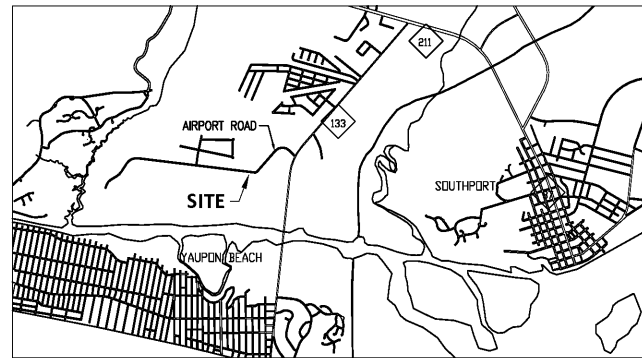 211
133
AIRPORT ROAD
SITE
SOUTHPORT
YAUPON BEACH